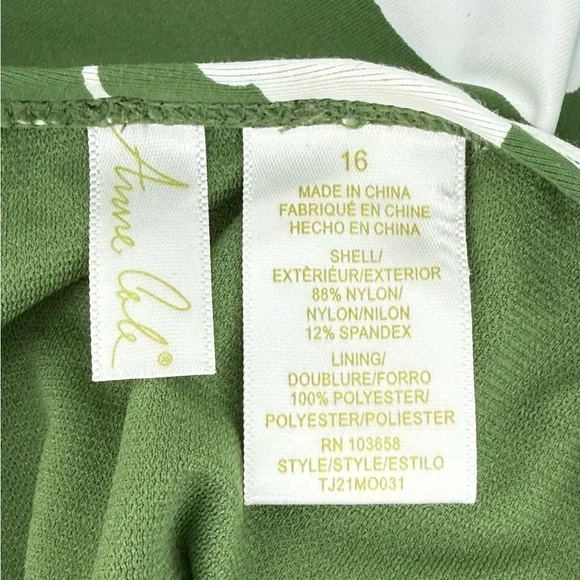 Anne Cole®
16
MADE IN CHINA
FABRIQUÉ EN CHINE
HECHO EN CHINA
SHELL/
EXTÉRIÉUR/EXTERIOR
88% NYLON/
NYLON/NILON
12% SPANDEX
LINING/
DOUBLURE/FORRO
100% POLYESTER/
POLYESTER/POLIESTER
RN 103658
STYLE/STYLE/ESTILO
TJ21MO031